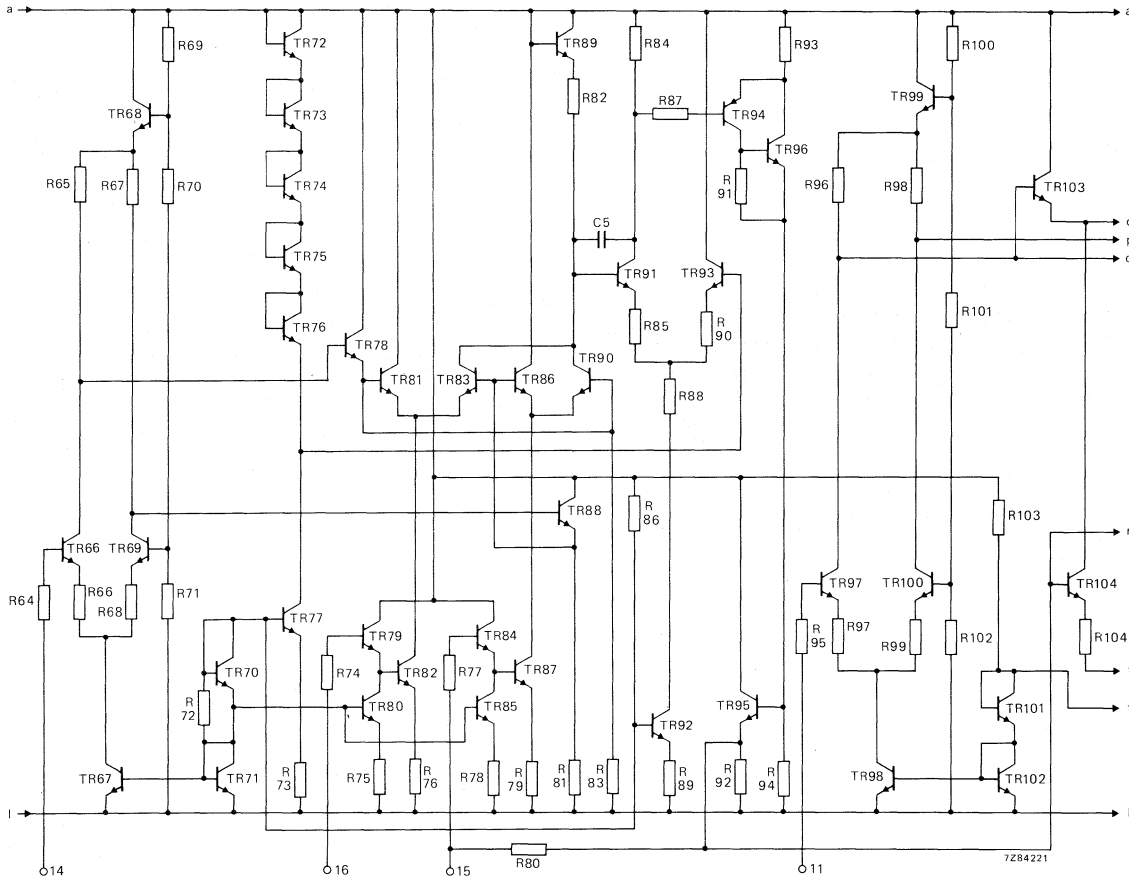 a
a
R69
TR72
TR89
R84
R93
R100
R82
TR68
TR73
R87
TR94
TR99
TR96
R65
R67
R70
TR74
R
91
R96
R98
TR103
C5
p
TR75
TR91
TR93
TR76
R85
R
90
R101
TR78
TR90
TR81
TR83
TR86
R88
TR88
R
86
R103
TR66
TR69
TR97
TR100
TR104
R64
R66
R68
R71
TR77
TR79
TR84
R
95
R97
R99
R102
R104
R74
TR82
R77
TR87
TR70
R
72
TR80
TR85
TR92
TR95
TR101
TR67
TR71
R
73
R75
R
76
R78
R
79
R
81
R
83
R
89
R
92
R
94
TR98
TR102
l
R80
7Z84221
14
16
15
11